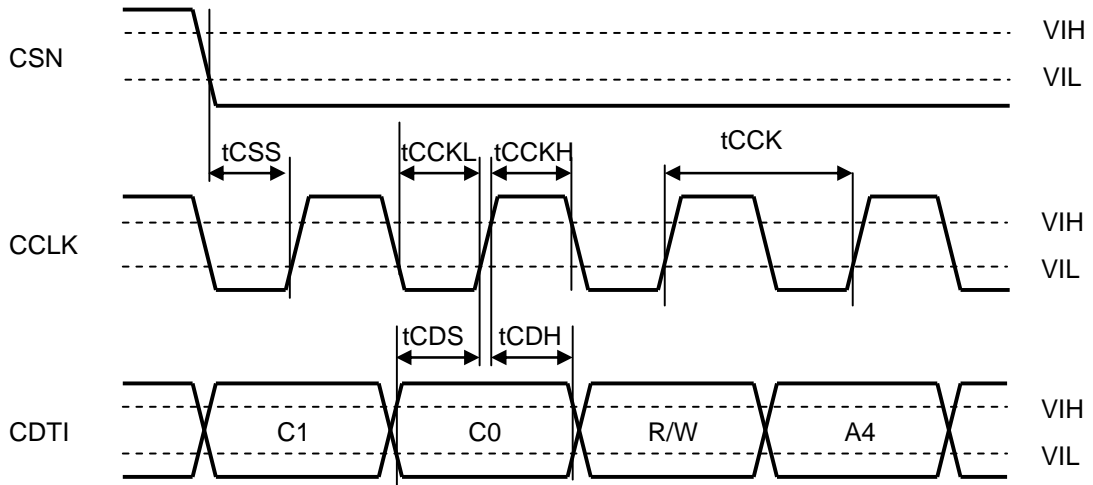 CSN
VIH
VIL
tCSS
tCCKL
tCCKH
tCCK
CCLK
VIH
VIL
tCDS
tCDH
CDTI
C1
C0
R/W
A4
VIH
VIL